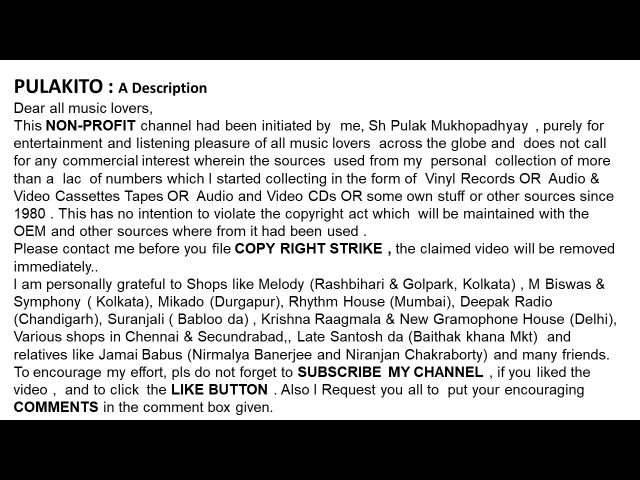 PULAKITO : A Description
Dear all music lovers,
This NON-PROFIT channel had been initiated by me, Sh Pulak Mukhopadhyay , purely for
entertainment and listening pleasure of all music lovers across the globe and does not call
for any commercial interest wherein the sources used from my personal collection of more
than a lac of numbers which I started collecting in the form of Vinyl Records OR Audio &
Video Cassettes Tapes OR Audio and Video CDs OR some own stuff or other sources since
1980 . This has no intention to violate the copyright act which will be maintained with the
OEM and other sources where from it had been used .
Please contact me before you file COPY RIGHT STRIKE , the claimed video will be removed
immediately..
I am personally grateful to Shops like Melody (Rashbihari & Golpark, Kolkata) , M Biswas &
Symphony ( Kolkata), Mikado (Durgapur), Rhythm House (Mumbai), Deepak Radio
(Chandigarh), Suranjali ( Babloo da) , Krishna Raagmala & New Gramophone House (Delhi),
Various shops in Chennai & Secundrabad,, Late Santosh da (Baithak khana Mkt) and
relatives like Jamai Babus (Nirmalya Banerjee and Niranjan Chakraborty) and many friends.
To encourage my effort, pls do not forget to SUBSCRIBE MY CHANNEL , if you liked the
video , and to click the LIKE BUTTON . Also I Request you all to put your encouraging
COMMENTS in the comment box given.